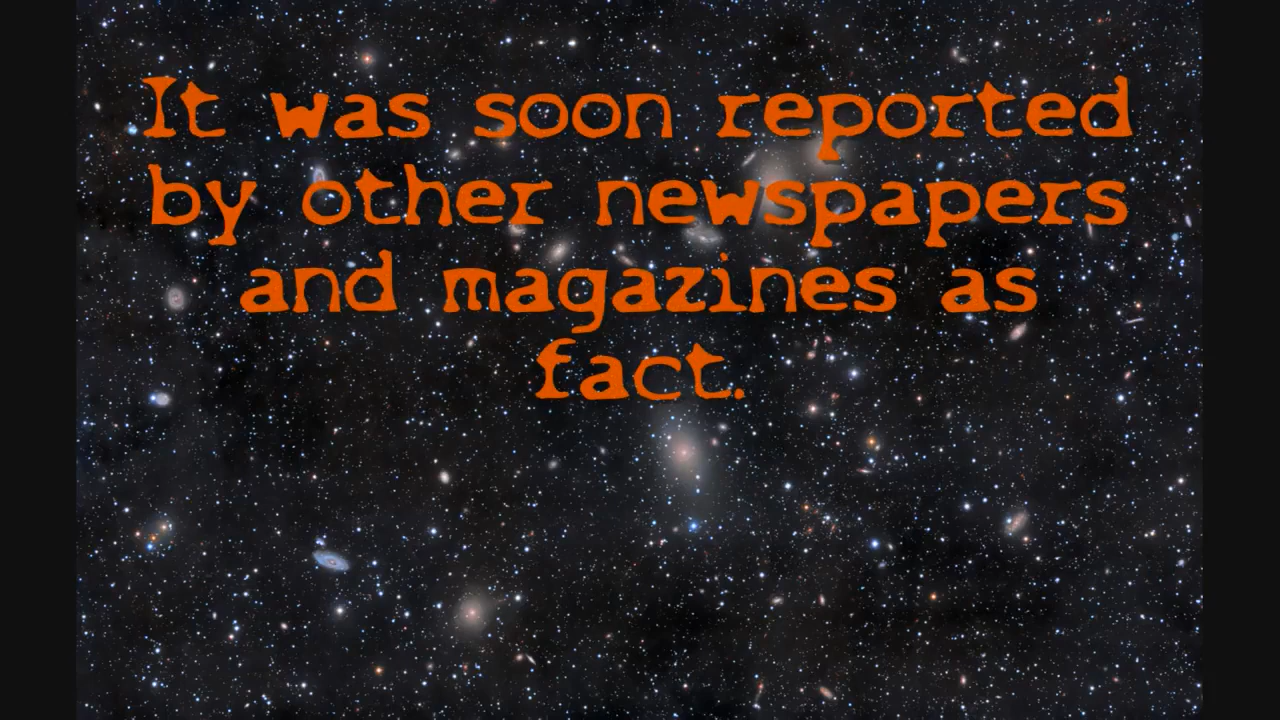 It was soon reported
by other newspapers
and magazines as
fact.